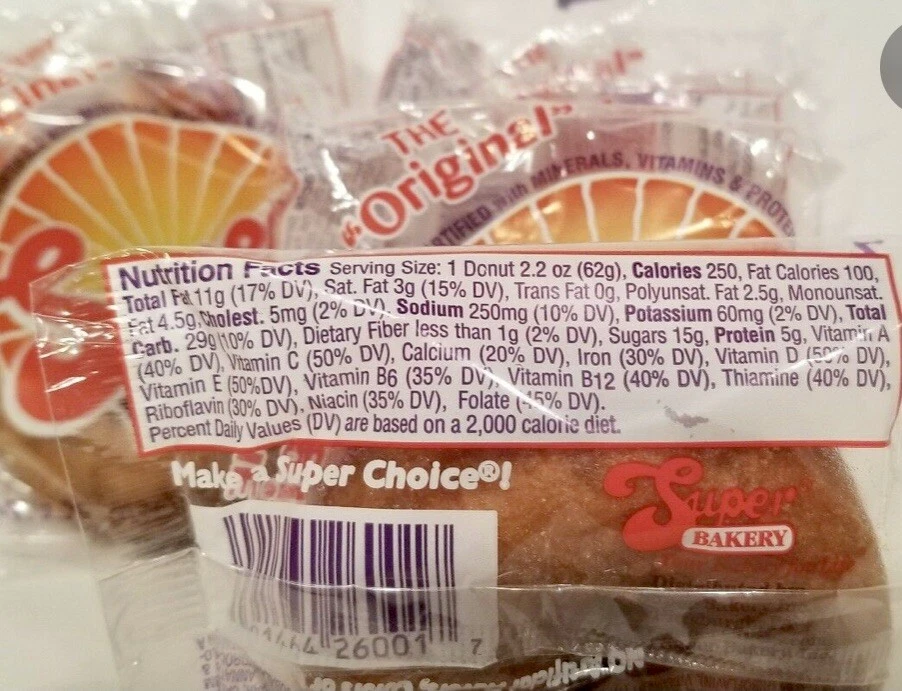 THE
"Original"
WITH MINERALS, VITAMINS & PROTEIN
Nutrition Facts Serving Size: 1 Donut 2.2 oz (62g), Calories 250, Fat Calories 100,
Total Fat 11g (17% DV), Sat. Fat 3g (15% DV), Trans Fat 0g, Polyunsat. Fat 2.5g, Monounsat.
Fat 4.5g, Cholest. 5mg (2% DV), Sodium 250mg (10% DV), Potassium 60mg (2% DV), Total
Carb. 29g (10% DV), Dietary Fiber less than 1g (2% DV), Sugars 15g, Protein 5g, Vitamin A
(40% DV), Vitamin C (50% DV), Calcium (20% DV), Iron (30% DV), Vitamin D (50% DV),
Vitamin E (50%DV), Vitamin B6 (35% DV), Vitamin B12 (40% DV), Thiamine (40% DV),
Riboflavin (30% DV), Niacin (35% DV), Folate (45% DV).
Percent Daily Values (DV) are based on a 2,000 calorie diet.
Make a Super Choice®!
Super
BAKERY
26001 7